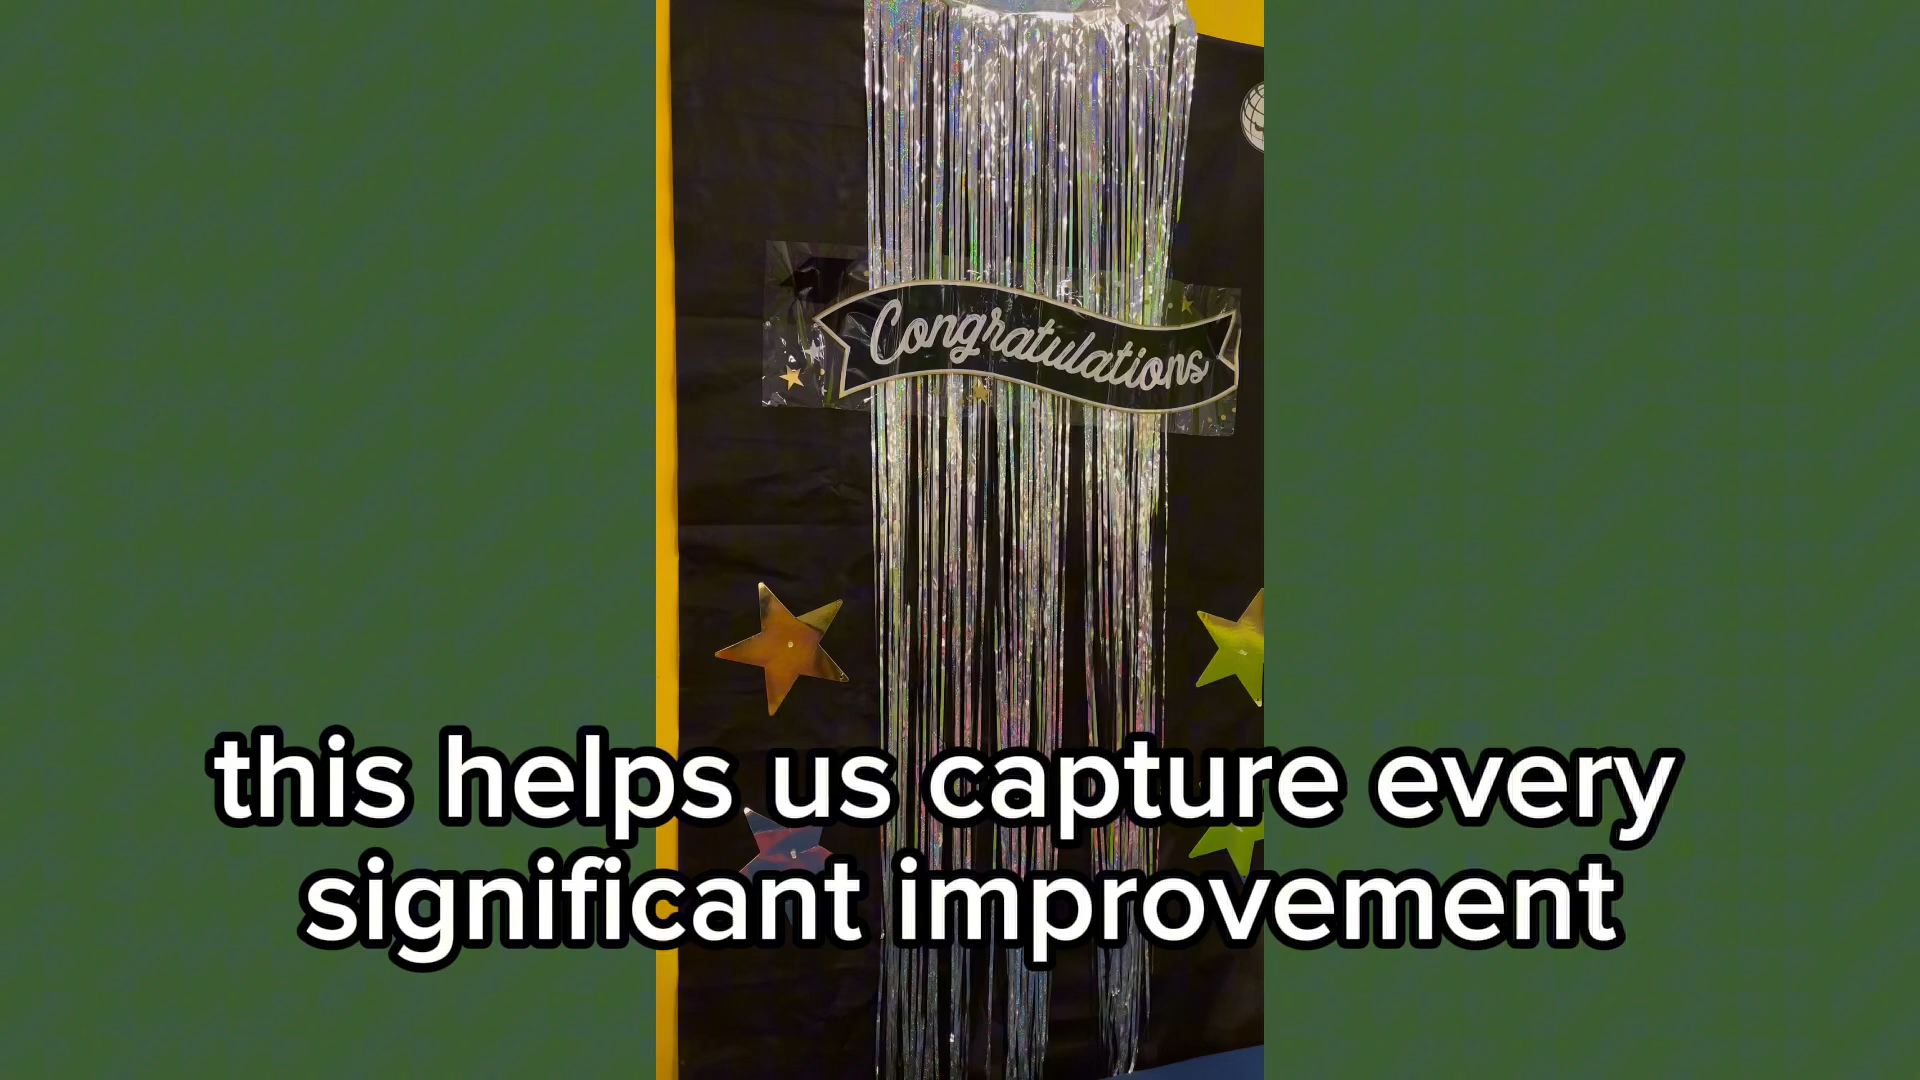 Congratulations
this helps us capture every
significant improvement